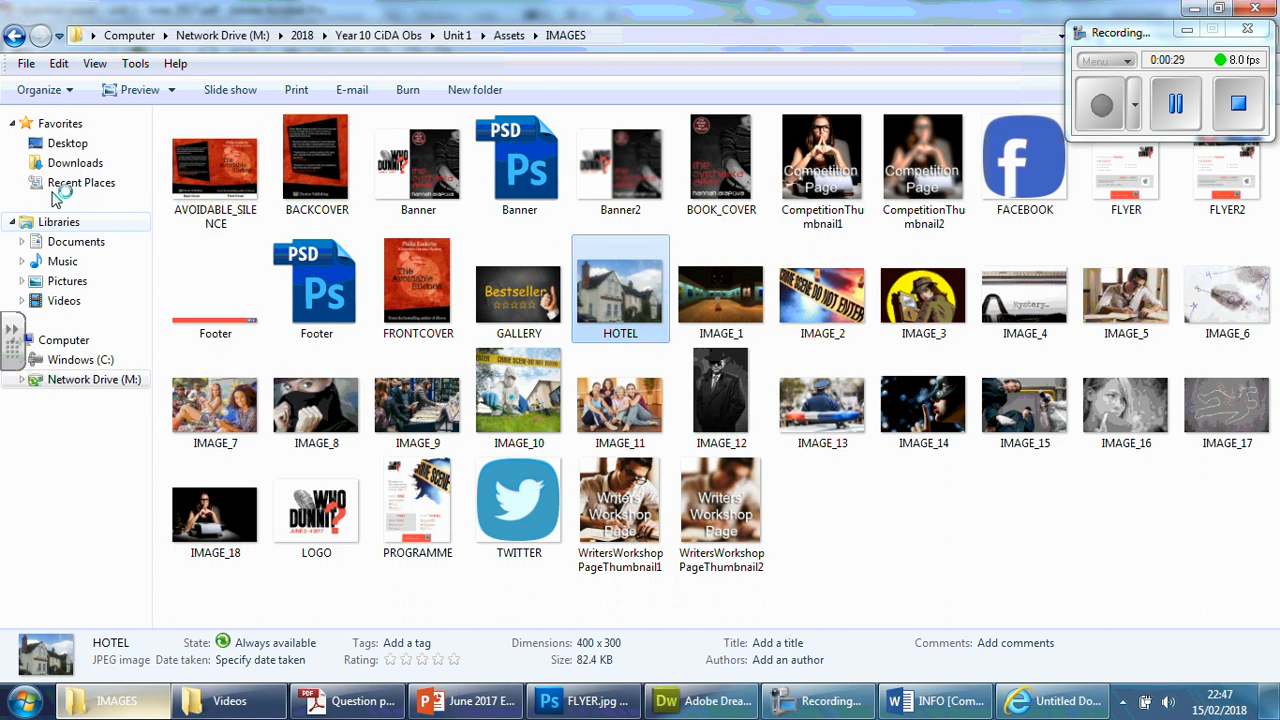 Recording...
Computer Network Drive (M:) 2018 Year 10 CiDA Obs Unit 1 Asset IMAGES
File Edit View Tools Help
Menu 0:00:29 8.0 fps
Organize Preview Slide show Print E-mail Burn New folder
Favorites
Desktop
Downloads
Recent Places
Libraries
Documents
Music
Pictures
Videos
Computer
Windows (C:)
Network Drive (M:)
PSD
Ps
Competition
Page
Competition
Page
AVOIDABLE_SILE
NCE
BACKCOVER
Banner
Banner
Banner2
BOOK_COVER
CompetitionThu
mbnail1
CompetitionThu
mbnail2
FACEBOOK
FLYER
FLYER2
PSD
Ps
The
Avoidable
Silence
Bestseller
Mystery...
Footer
Footer
FRONTCOVER
GALLERY
HOTEL
IMAGE_1
IMAGE_2
IMAGE_3
IMAGE_4
IMAGE_5
IMAGE_6
IMAGE_7
IMAGE_8
IMAGE_9
IMAGE_10
IMAGE_11
IMAGE_12
IMAGE_13
IMAGE_14
IMAGE_15
IMAGE_16
IMAGE_17
WHO
DUNNIT?
Writers
Workshop
Page
Writers
Workshop
Page
IMAGE_18
LOGO
PROGRAMME
TWITTER
WritersWorkshop
PageThumbnail1
WritersWorkshop
PageThumbnail2
HOTEL State: Always available Tags: Add a tag Dimensions: 400 x 300 Title: Add a title Comments: Add comments
JPEG image Date taken: Specify date taken Rating: Size: 82.4 KB Authors: Add an author
IMAGES Videos Question p... June 2017 E... FLYER.jpg ... Adobe Drea... Recording... INFO [Com... Untitled Do...
22:47
15/02/2018